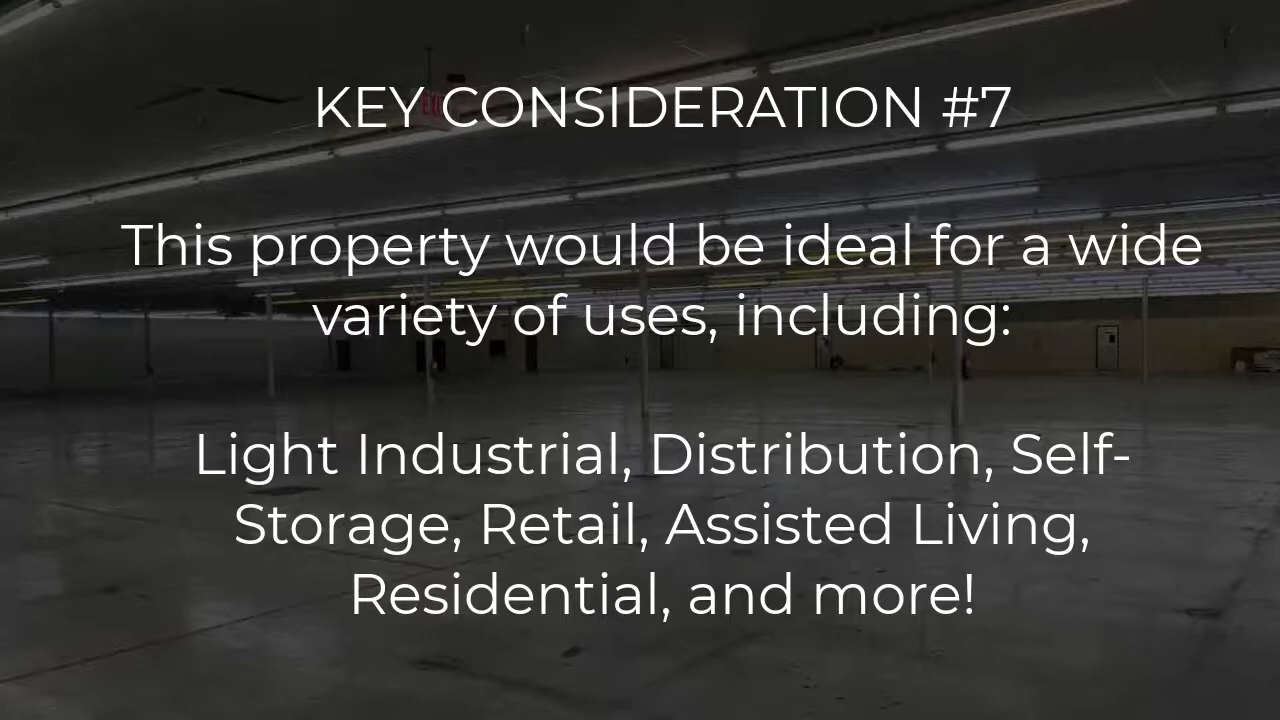 KEY CONSIDERATION #7
This property would be ideal for a wide
variety of uses, including:
Light Industrial, Distribution, Self-
Storage, Retail, Assisted Living,
Residential, and more!